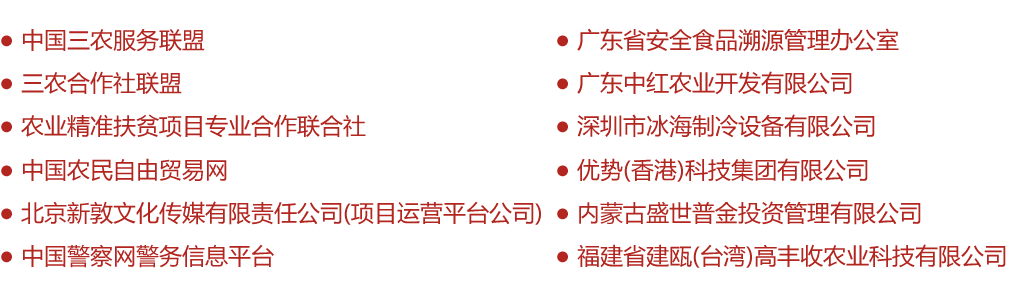 中国三农服务联盟
三农合作社联盟
农业精准扶贫项目专业合作联合社
中国农民自由贸易网
北京新敦文化传媒有限责任公司(项目运营平台公司)
中国警察网警务信息平台
广东省安全食品溯源管理办公室
广东中红农业开发有限公司
深圳市冰海制冷设备有限公司
优势(香港)科技集团有限公司
内蒙古盛世普金投资管理有限公司
福建省建瓯(台湾)高丰收农业科技有限公司